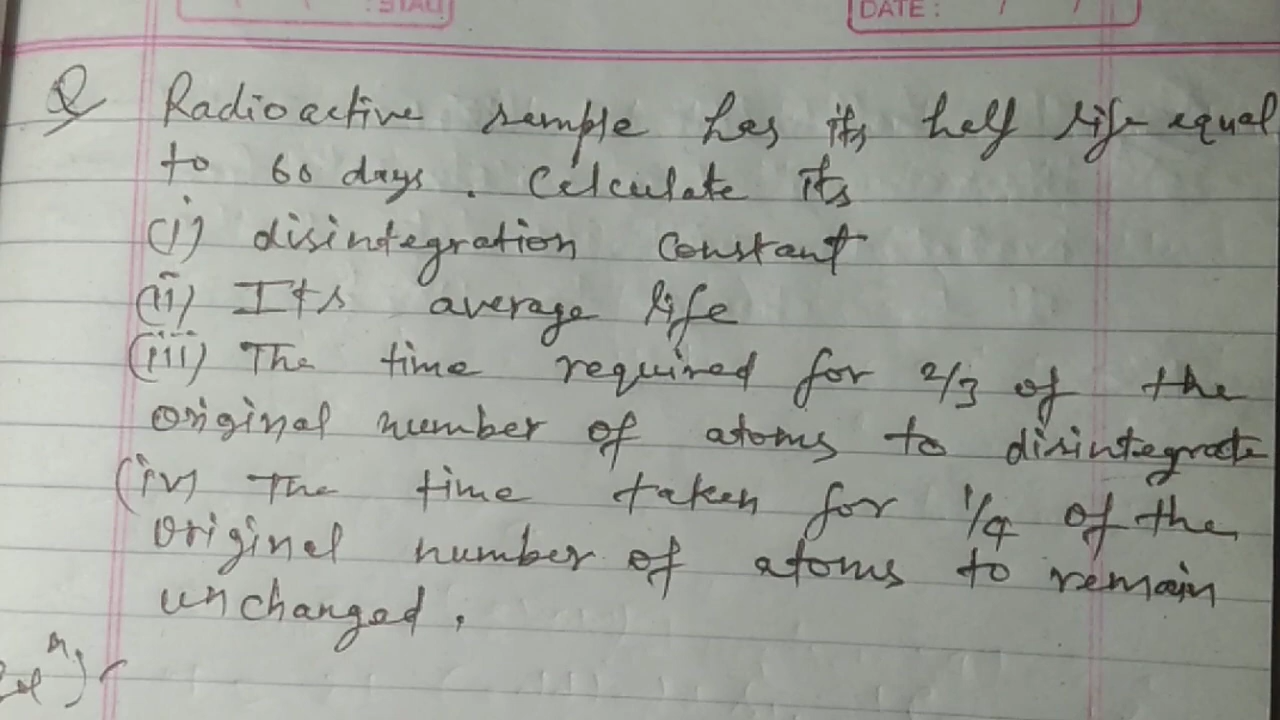 DATE : / /
Q Radioactive sample has its half life equal
to 60 days. Calculate its
(i) disintegration constant
(ii) Its average life
(iii) The time required for 2/3 of the
original number of atoms to disintegrate
(iv) The time taken for 1/4 of the
original number of atoms to remain
unchanged.